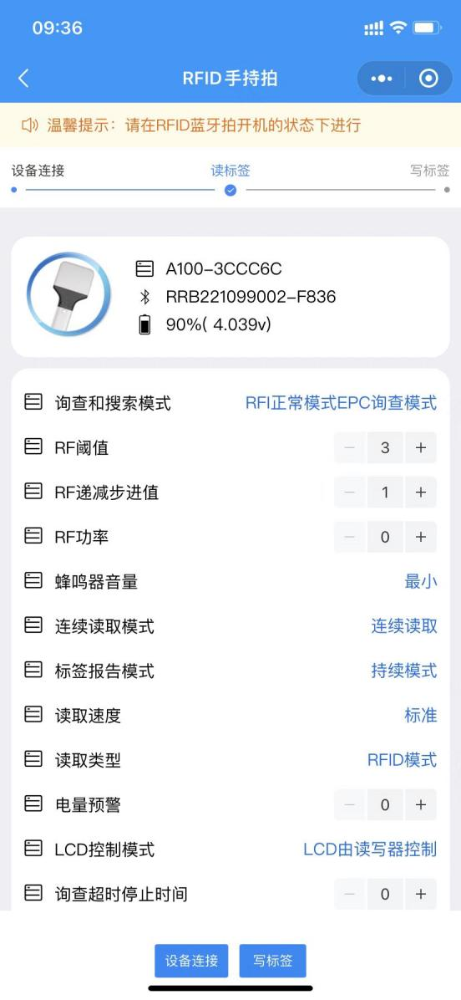 09:36
RFID手持拍
温馨提示：请在RFID蓝牙拍开机的状态下进行
设备连接 读标签 写标签
A100-3CCC6C
RRB221099002-F836
90%( 4.039v)
询查和搜索模式 RFI正常模式EPC询查模式
RF阈值 － 3 +
RF递减步进值 － 1 +
RF功率 － 0 +
蜂鸣器音量 最小
连续读取模式 连续读取
标签报告模式 持续模式
读取速度 标准
读取类型 RFID模式
电量预警 － 0 +
LCD控制模式 LCD由读写器控制
询查超时停止时间 － 0 +
设备连接 写标签